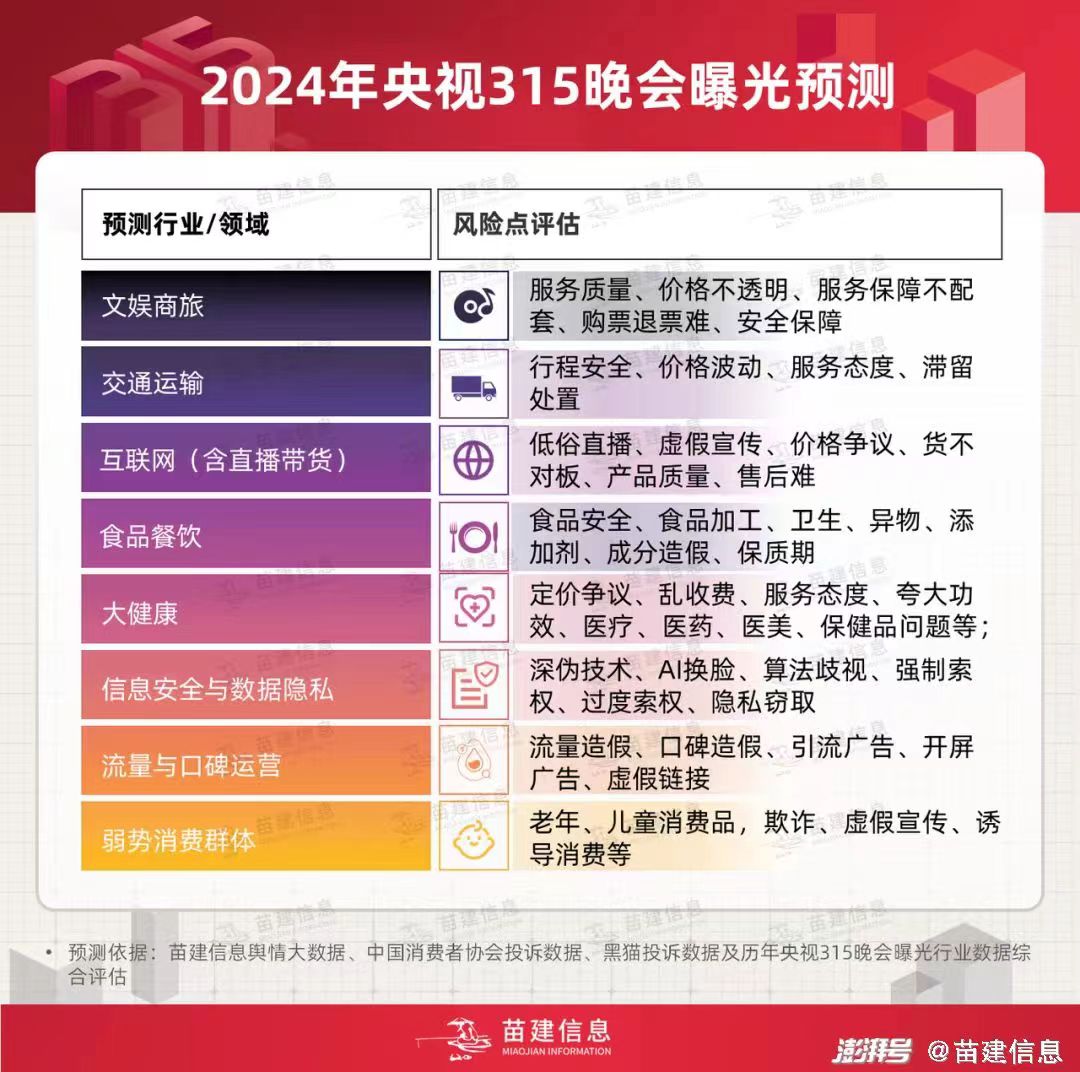 2024年央视315晚会曝光预测
预测行业/领域
风险点评估
文娱商旅
服务质量、价格不透明、服务保障不配
套、购票退票难、安全保障
交通运输
行程安全、价格波动、服务态度、滞留
处置
互联网（含直播带货）
低俗直播、虚假宣传、价格争议、货不
对板、产品质量、售后难
食品餐饮
食品安全、食品加工、卫生、异物、添
加剂、成分造假、保质期
大健康
定价争议、乱收费、服务态度、夸大功
效、医疗、医药、医美、保健品问题等；
信息安全与数据隐私
深伪技术、AI换脸、算法歧视、强制索
权、过度索权、隐私窃取
流量与口碑运营
流量造假、口碑造假、引流广告、开屏
广告、虚假链接
弱势消费群体
老年、儿童消费品，欺诈、虚假宣传、诱
导消费等
• 预测依据：苗建信息舆情大数据、中国消费者协会投诉数据、黑猫投诉数据及历年央视315晚会曝光行业数据综
合评估
苗建信息
MIAOJIAN INFORMATION
澎湃号 @苗建信息